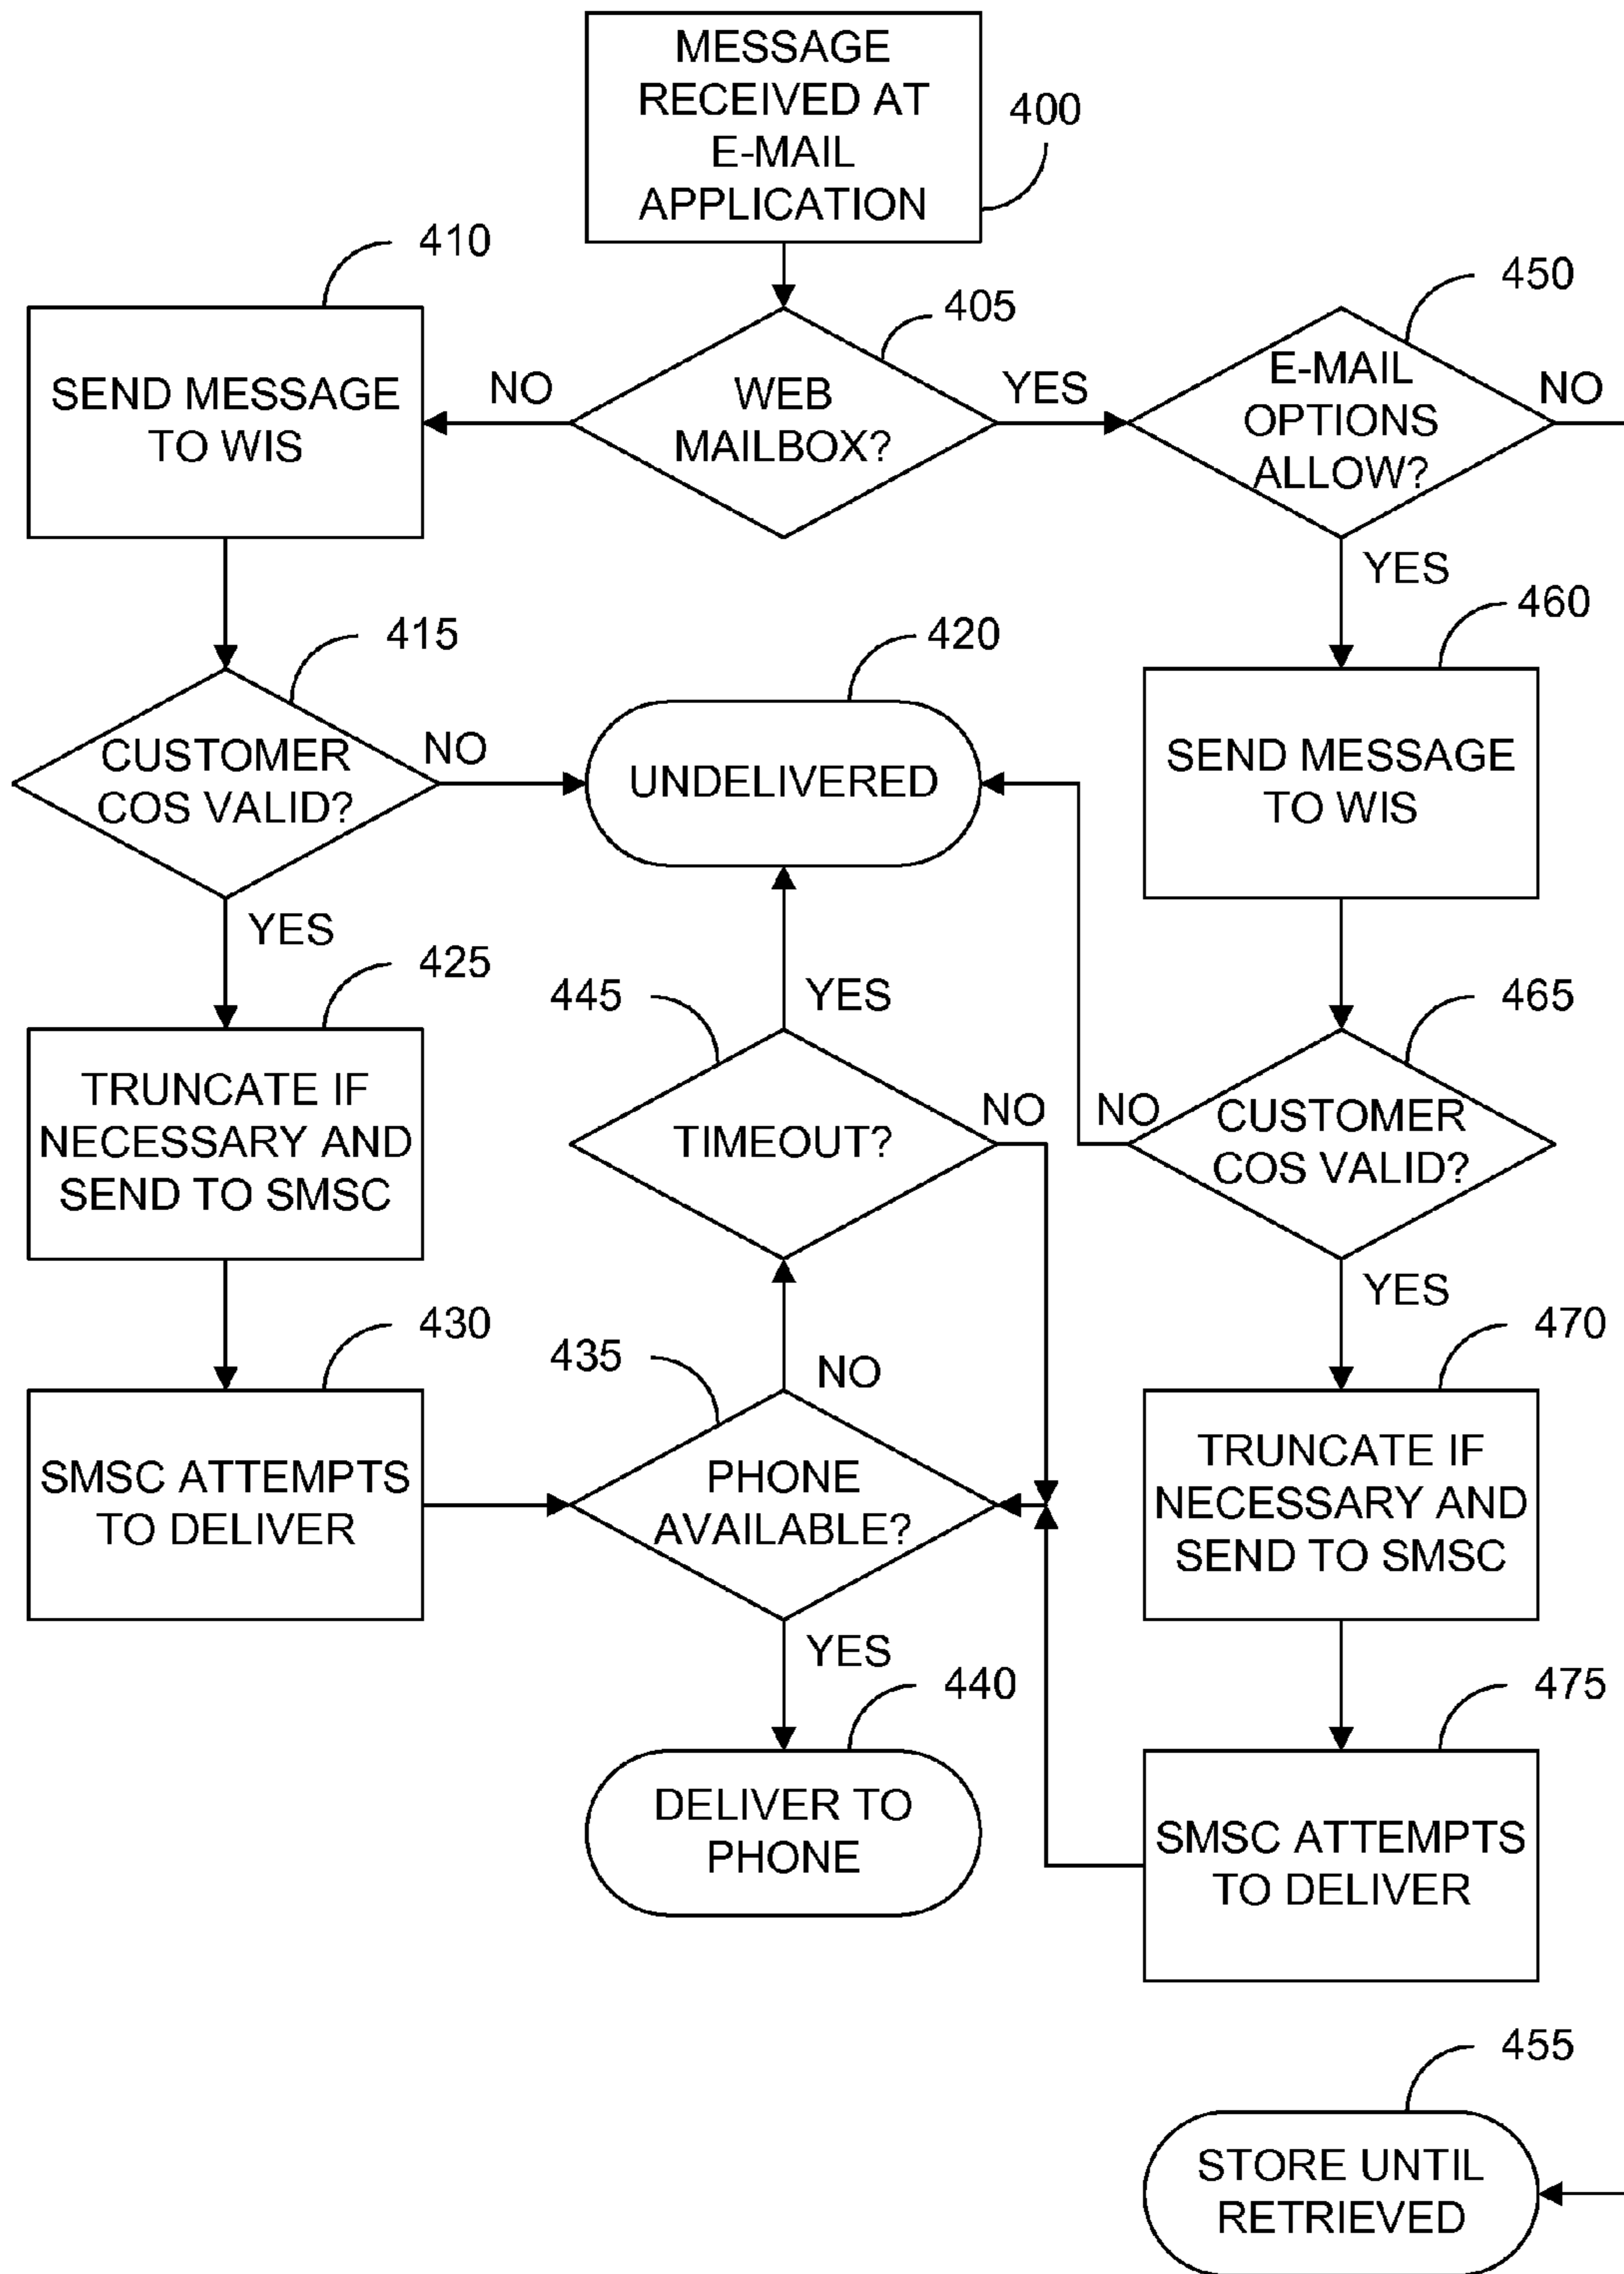 MESSAGE
RECEIVED AT
E-MAIL
APPLICATION
400
410
SEND MESSAGE
TO WIS
NO
405
WEB
MAILBOX?
YES
450
E-MAIL
OPTIONS
ALLOW?
NO
YES
415
CUSTOMER
COS VALID?
NO
YES
420
UNDELIVERED
460
SEND MESSAGE
TO WIS
425
TRUNCATE IF
NECESSARY AND
SEND TO SMSC
445
YES
TIMEOUT?
NO
465
NO
CUSTOMER
COS VALID?
YES
430
SMSC ATTEMPTS
TO DELIVER
435
NO
PHONE
AVAILABLE?
YES
470
TRUNCATE IF
NECESSARY AND
SEND TO SMSC
440
DELIVER TO
PHONE
475
SMSC ATTEMPTS
TO DELIVER
455
STORE UNTIL
RETRIEVED